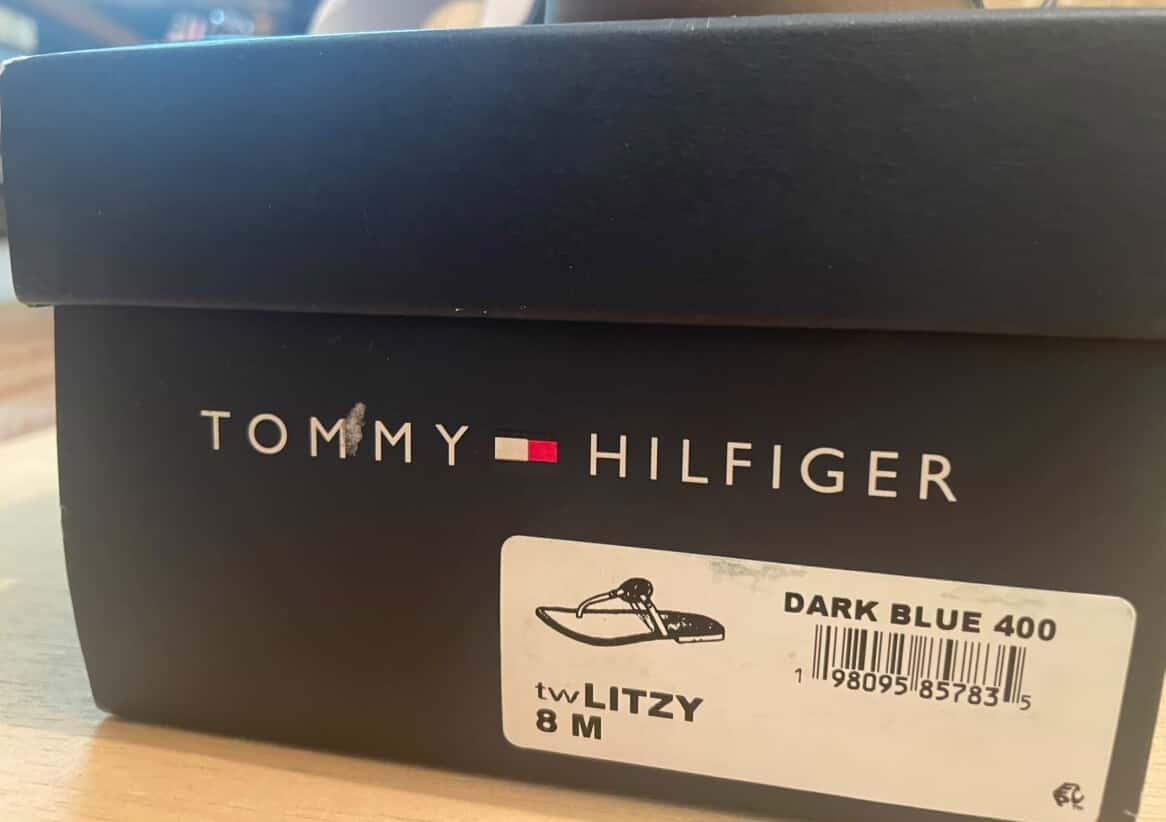 TOMMY HILFIGER
DARK BLUE 400
1 98095 85783 5
twLITZY
8 M